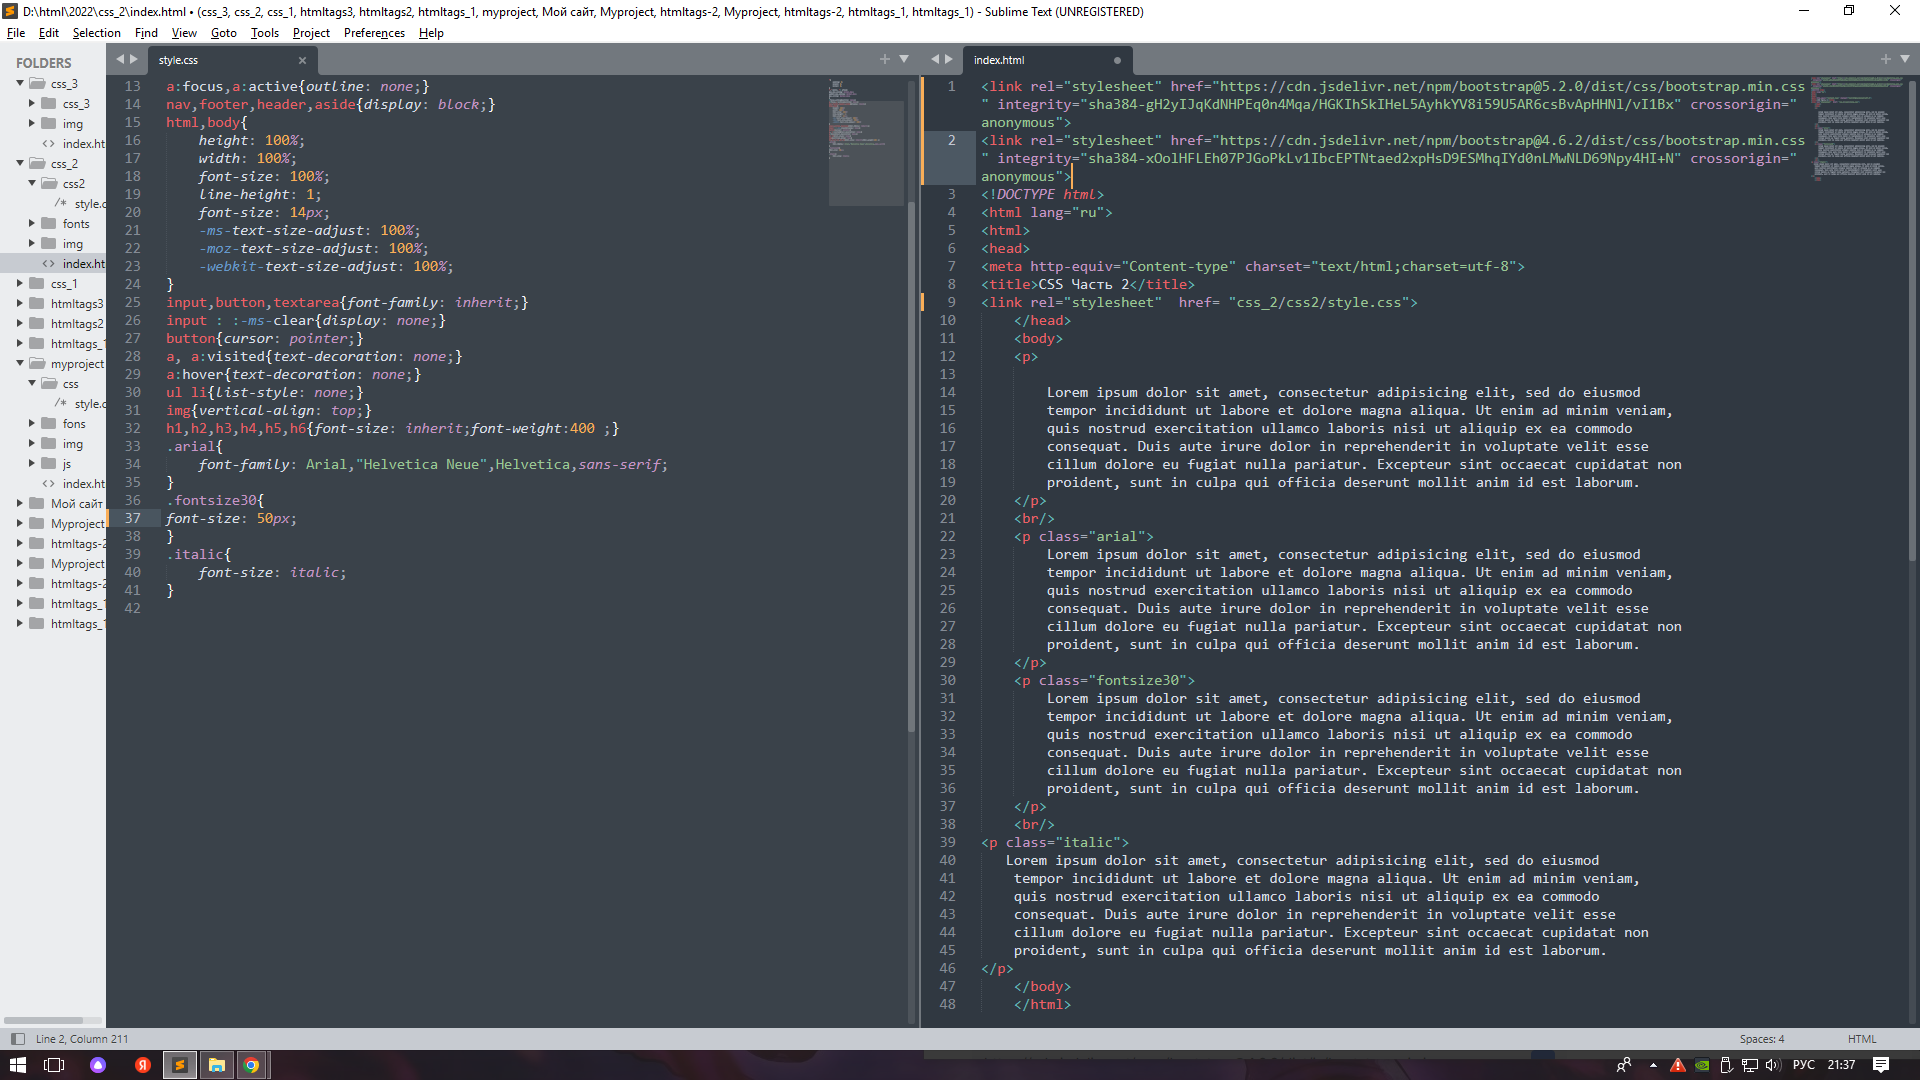 D:\html\2022\css_2\index.html • (css_3, css_2, css_1, htmltags3, htmltags2, htmltags_1, myproject, Мой сайт, Myproject, htmltags-2, Myproject, htmltags-2, htmltags_1, htmltags_1) - Sublime Text (UNREGISTERED)
File Edit Selection Find View Goto Tools Project Preferences Help
FOLDERS
css_3
css_3
img
index.ht
css_2
css2
/* style.c
fonts
img
<> index.ht
css_1
htmltags3
htmltags2
htmltags_1
myproject
css
/* style.c
fons
img
js
<> index.ht
Мой сайт
Myproject
htmltags-2
Myproject
htmltags-2
htmltags_1
htmltags_1
style.css
13 a:focus,a:active{outline: none;}
14 nav,footer,header,aside{display: block;}
15 html,body{
16 height: 100%;
17 width: 100%;
18 font-size: 100%;
19 line-height: 1;
20 font-size: 14px;
21 -ms-text-size-adjust: 100%;
22 -moz-text-size-adjust: 100%;
23 -webkit-text-size-adjust: 100%;
24 }
25 input,button,textarea{font-family: inherit;}
26 input : :-ms-clear{display: none;}
27 button{cursor: pointer;}
28 a, a:visited{text-decoration: none;}
29 a:hover{text-decoration: none;}
30 ul li{list-style: none;}
31 img{vertical-align: top;}
32 h1,h2,h3,h4,h5,h6{font-size: inherit;font-weight:400 ;}
33 .arial{
34 font-family: Arial,"Helvetica Neue",Helvetica,sans-serif;
35 }
36 .fontsize30{
37 font-size: 50px;
38 }
39 .italic{
40 font-size: italic;
41 }
42
index.html
1 <link rel="stylesheet" href="https://cdn.jsdelivr.net/npm/bootstrap@5.2.0/dist/css/bootstrap.min.css
" integrity="sha384-gH2yIJqKdNHPEq0n4Mqa/HGKIhSkIHeL5AyhkYV8i59U5AR6csBvApHHNl/vI1Bx" crossorigin="
anonymous">
2 <link rel="stylesheet" href="https://cdn.jsdelivr.net/npm/bootstrap@4.6.2/dist/css/bootstrap.min.css
" integrity="sha384-xOolHFLEh07PJGoPkLv1IbcEPTNtaed2xpHsD9ESMhqIYd0nLMwNLD69Npy4HI+N" crossorigin="
anonymous">
3 <!DOCTYPE html>
4 <html lang="ru">
5 <html>
6 <head>
7 <meta http-equiv="Content-type" charset="text/html;charset=utf-8">
8 <title>CSS Часть 2</title>
9 <link rel="stylesheet"  href= "css_2/css2/style.css">
10 </head>
11 <body>
12 <p>
13
14 Lorem ipsum dolor sit amet, consectetur adipisicing elit, sed do eiusmod
15 tempor incididunt ut labore et dolore magna aliqua. Ut enim ad minim veniam,
16 quis nostrud exercitation ullamco laboris nisi ut aliquip ex ea commodo
17 consequat. Duis aute irure dolor in reprehenderit in voluptate velit esse
18 cillum dolore eu fugiat nulla pariatur. Excepteur sint occaecat cupidatat non
19 proident, sunt in culpa qui officia deserunt mollit anim id est laborum.
20 </p>
21 <br/>
22 <p class="arial">
23 Lorem ipsum dolor sit amet, consectetur adipisicing elit, sed do eiusmod
24 tempor incididunt ut labore et dolore magna aliqua. Ut enim ad minim veniam,
25 quis nostrud exercitation ullamco laboris nisi ut aliquip ex ea commodo
26 consequat. Duis aute irure dolor in reprehenderit in voluptate velit esse
27 cillum dolore eu fugiat nulla pariatur. Excepteur sint occaecat cupidatat non
28 proident, sunt in culpa qui officia deserunt mollit anim id est laborum.
29 </p>
30 <p class="fontsize30">
31 Lorem ipsum dolor sit amet, consectetur adipisicing elit, sed do eiusmod
32 tempor incididunt ut labore et dolore magna aliqua. Ut enim ad minim veniam,
33 quis nostrud exercitation ullamco laboris nisi ut aliquip ex ea commodo
34 consequat. Duis aute irure dolor in reprehenderit in voluptate velit esse
35 cillum dolore eu fugiat nulla pariatur. Excepteur sint occaecat cupidatat non
36 proident, sunt in culpa qui officia deserunt mollit anim id est laborum.
37 </p>
38 <br/>
39 <p class="italic">
40 Lorem ipsum dolor sit amet, consectetur adipisicing elit, sed do eiusmod
41 tempor incididunt ut labore et dolore magna aliqua. Ut enim ad minim veniam,
42 quis nostrud exercitation ullamco laboris nisi ut aliquip ex ea commodo
43 consequat. Duis aute irure dolor in reprehenderit in voluptate velit esse
44 cillum dolore eu fugiat nulla pariatur. Excepteur sint occaecat cupidatat non
45 proident, sunt in culpa qui officia deserunt mollit anim id est laborum.
46 </p>
47 </body>
48 </html>
Line 2, Column 211
Spaces: 4
HTML
РУС 21:37